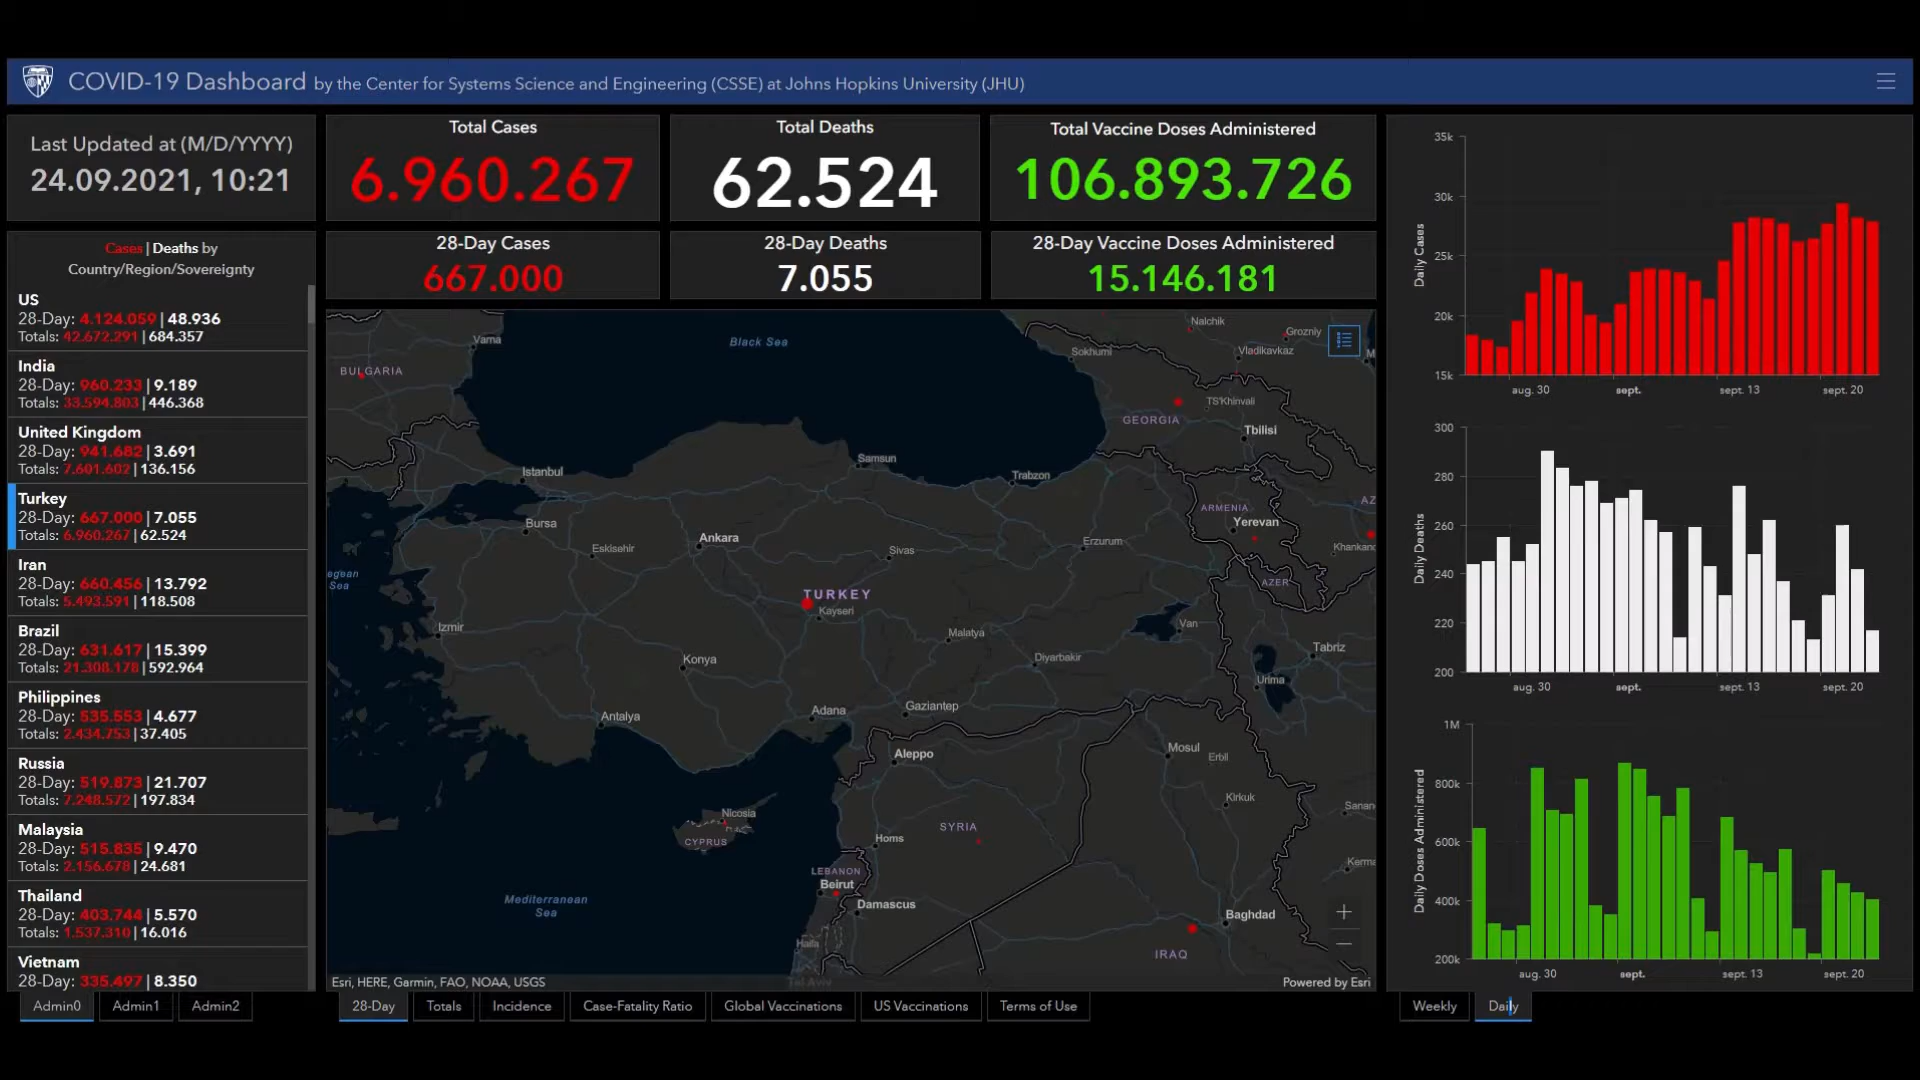 COVID-19 Dashboard by the Center for Systems Science and Engineering (CSSE) at Johns Hopkins University (JHU)
Last Updated at (M/D/YYYY)
24.09.2021, 10:21
Cases | Deaths by
Country/Region/Sovereignty
US
28-Day: 4.124.059 | 48.936
Totals: 42.672.291 | 684.357
India
28-Day: 960.233 | 9.189
Totals: 33.594.803 | 446.368
United Kingdom
28-Day: 941.682 | 3.691
Totals: 7.601.602 | 136.156
Turkey
28-Day: 667.000 | 7.055
Totals: 6.960.267 | 62.524
Iran
28-Day: 660.456 | 13.792
Totals: 5.493.591 | 118.508
Brazil
28-Day: 631.617 | 15.399
Totals: 21.308.178 | 592.964
Philippines
28-Day: 535.553 | 4.677
Totals: 2.434.753 | 37.405
Russia
28-Day: 519.873 | 21.707
Totals: 7.248.572 | 197.834
Malaysia
28-Day: 515.835 | 9.470
Totals: 2.156.678 | 24.681
Thailand
28-Day: 403.744 | 5.570
Totals: 1.537.310 | 16.016
Vietnam
28-Day: 335.497 | 8.350
Admin0 Admin1 Admin2
Total Cases
6.960.267
Total Deaths
62.524
Total Vaccine Doses Administered
106.893.726
28-Day Cases
667.000
28-Day Deaths
7.055
28-Day Vaccine Doses Administered
15.146.181
Nalchik
Grozny
Varna
Black Sea
Sokhumi
Vladikavkaz
BULGARIA
TS'Khinvali
GEORGIA
Tbilisi
Samsun
Istanbul
Trabzon
AZ
ARMENIA
Yerevan
Bursa
Ankara
Eskisehir
Sivas
Erzurum
Khankand
egean
Sea
AZER
TURKEY
Kayseri
Izmir
Malatya
Van
Tabriz
Konya
Diyarbakir
Urima
Antalya
Adana
Gaziantep
Aleppo
Mosul
Erbil
Kirkuk
Sanan
Nicosia
CYPRUS
SYRIA
Homs
Kerma
LEBANON
Beirut
Damascus
Mediterranean
Sea
Baghdad
Haifa
IRAQ
Tel Aviv
Esri, HERE, Garmin, FAO, NOAA, USGS
Powered by Esri
28-Day Totals Incidence Case-Fatality Ratio Global Vaccinations US Vaccinations Terms of Use
Daily Cases
35k
30k
25k
20k
15k
aug. 30 sept. sept. 13 sept. 20
Daily Deaths
300
280
260
240
220
200
aug. 30 sept. sept. 13 sept. 20
Daily Doses Administered
1M
800k
600k
400k
200k
aug. 30 sept. sept. 13 sept. 20
Weekly Daily